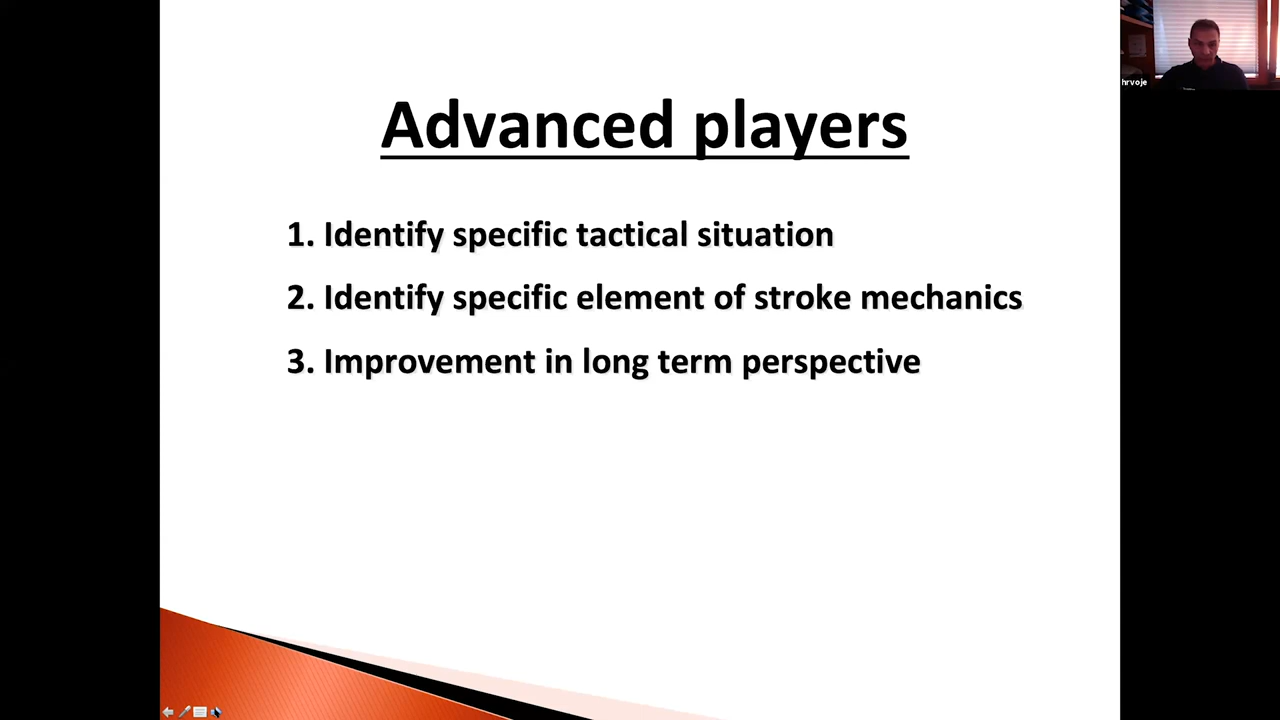 hrvoje
Advanced players
1. Identify specific tactical situation
2. Identify specific element of stroke mechanics
3. Improvement in long term perspective